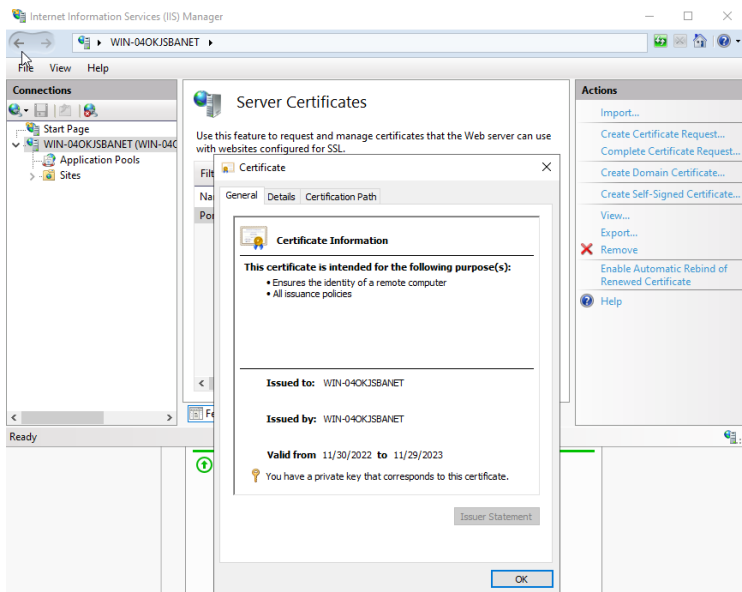 Internet Information Services (IIS) Manager
WIN-04OKJSBANET
File View Help
Connections
Start Page
WIN-04OKJSBANET (WIN-04O
Application Pools
Sites
Server Certificates
Use this feature to request and manage certificates that the Web server can use
with websites configured for SSL.
Filt
Na
Por
Certificate
General Details Certification Path
Certificate Information
This certificate is intended for the following purpose(s):
• Ensures the identity of a remote computer
• All issuance policies
Issued to: WIN-04OKJSBANET
Issued by: WIN-04OKJSBANET
Valid from 11/30/2022 to 11/29/2023
You have a private key that corresponds to this certificate.
Issuer Statement
OK
Fe
Actions
Import...
Create Certificate Request...
Complete Certificate Request...
Create Domain Certificate...
Create Self-Signed Certificate...
View...
Export...
Remove
Enable Automatic Rebind of
Renewed Certificate
Help
Ready